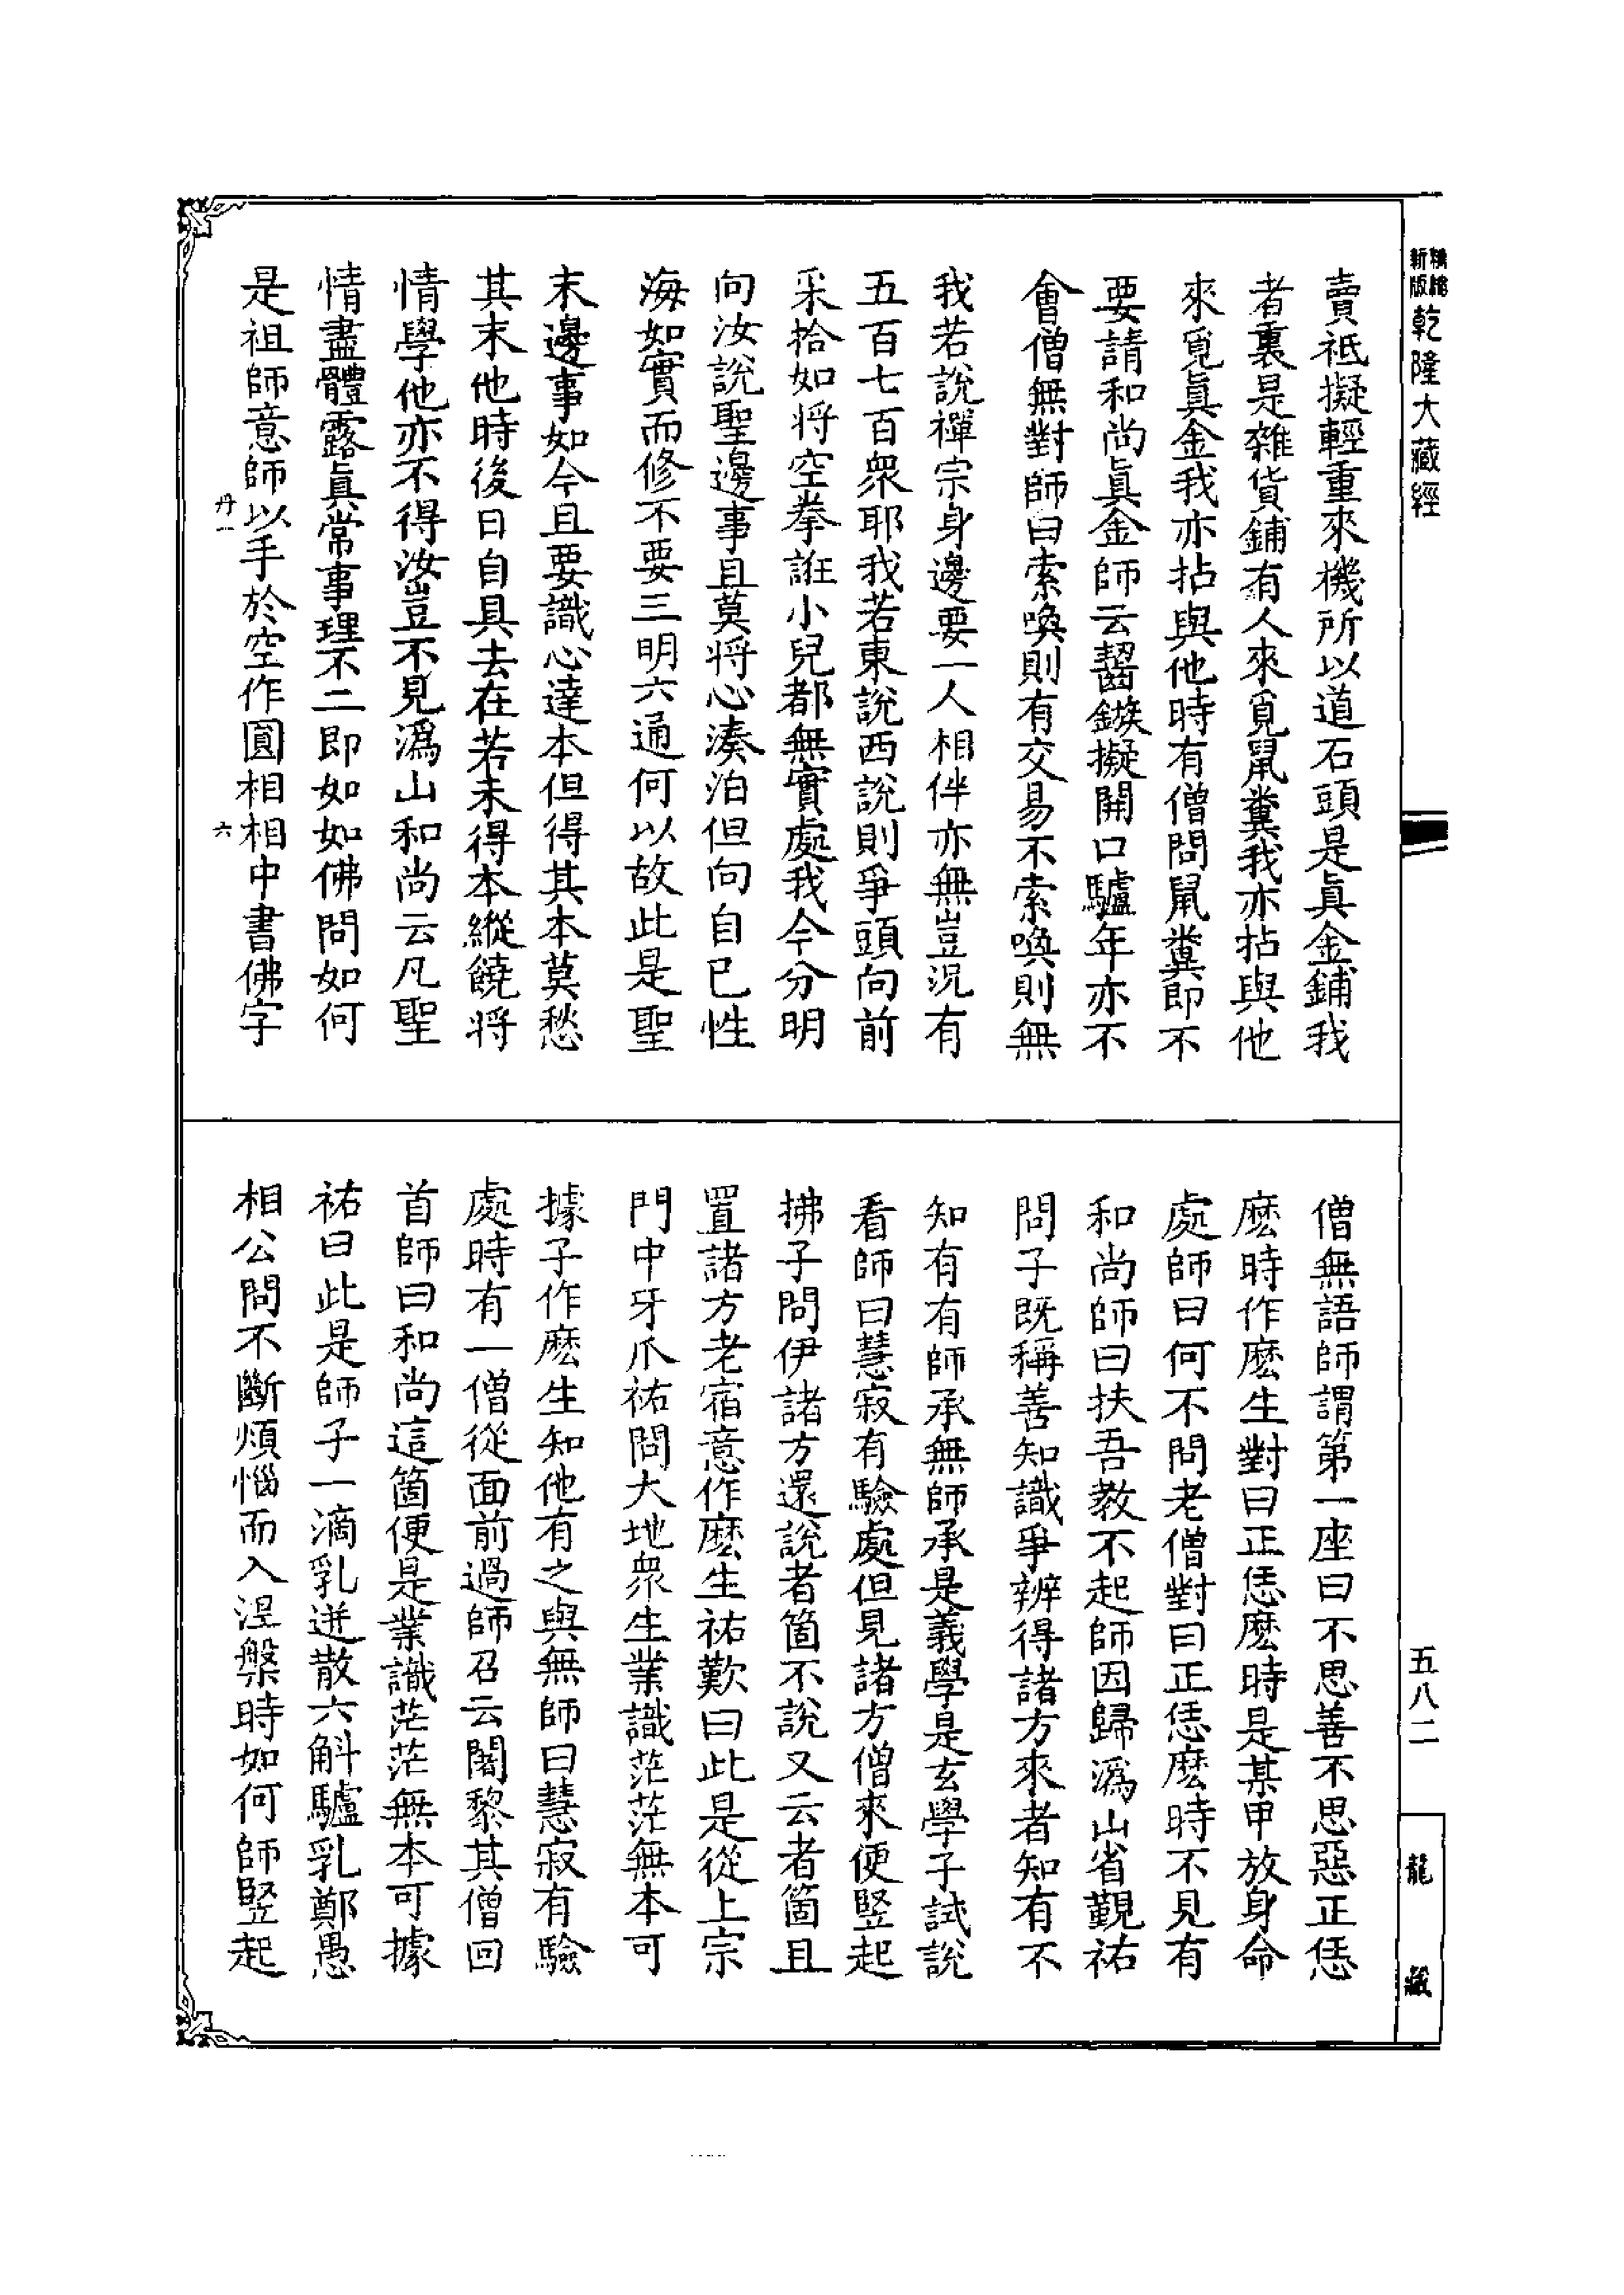 新版精縮乾隆大藏經
賣祇擬輕重來機所以道石頭是眞金鋪我
者裏是雜貨鋪有人來覓鼠糞我亦拈與他
來覓眞金我亦拈與他時有僧問鼠糞即不
要請和尚眞金師云齧鏃擬開口驢年亦不
會僧無對師曰索喚則有交易不索喚則無
我若說禪宗身邊要一人相伴亦無豈況有
五百七百衆耶我若東說西說則爭頭向前
采拾如將空拳誑小兒都無實處我今分明
向汝說聖邊事且莫將心湊泊但向自已性
海如實而修不要三明六通何以故此是聖
末邊事如今且要識心達本但得其本莫愁
其末他時後日自具去在若未得本縱饒將
情學他亦不得汝豈不見溈山和尚云凡聖
情盡體露眞常事理不二即如如佛問如何
是祖師意師以手於空作圓相相中書佛字
丹一
六
僧無語師謂第一座曰不思善不思惡正恁
麽時作麽生對曰正恁麽時是某甲放身命
處師曰何不問老僧對曰正恁麽時不見有
和尚師曰扶吾教不起師因歸溈山省覲祐
問子既稱善知識爭辨得諸方來者知有不
知有有師承無師承是義學是玄學子試說
看師曰慧寂有驗處但見諸方僧來便竪起
拂子問伊諸方還說者箇不說又云者箇且
置諸方老宿意作麽生祐歎曰此是從上宗
門中牙爪祐問大地衆生業識茫茫無本可
據子作麽生知他有之與無師曰慧寂有驗
處時有一僧從面前過師召云闍黎其僧回
首師曰和尚這箇便是業識茫茫無本可據
祐曰此是師子一滴乳迸散六斛驢乳鄭愚
相公問不斷煩惱而入涅槃時如何師竪起
五八二
龍藏